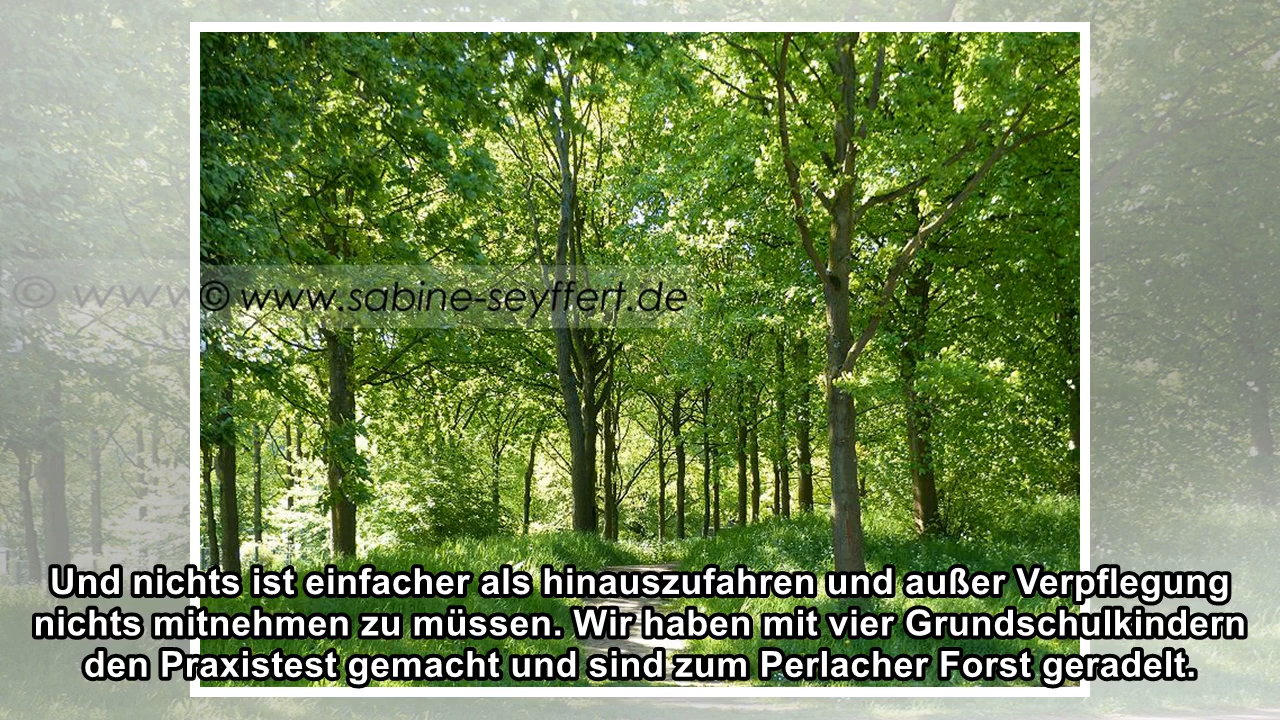 © www.sabine-seyffert.de
© www
Und nichts ist einfacher als hinauszufahren und außer Verpflegung
nichts mitnehmen zu müssen. Wir haben mit vier Grundschulkindern
den Praxistest gemacht und sind zum Perlacher Forst geradelt.